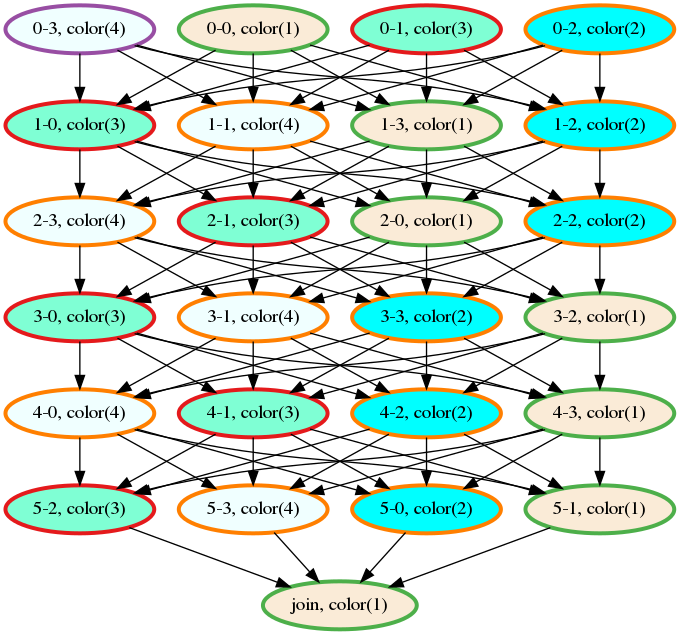 0-3, color(4)
0-0, color(1)
0-1, color(3)
0-2, color(2)
1-0, color(3)
1-1, color(4)
1-3, color(1)
1-2, color(2)
2-3, color(4)
2-1, color(3)
2-0, color(1)
2-2, color(2)
3-0, color(3)
3-1, color(4)
3-3, color(2)
3-2, color(1)
4-0, color(4)
4-1, color(3)
4-2, color(2)
4-3, color(1)
5-2, color(3)
5-3, color(4)
5-0, color(2)
5-1, color(1)
join, color(1)